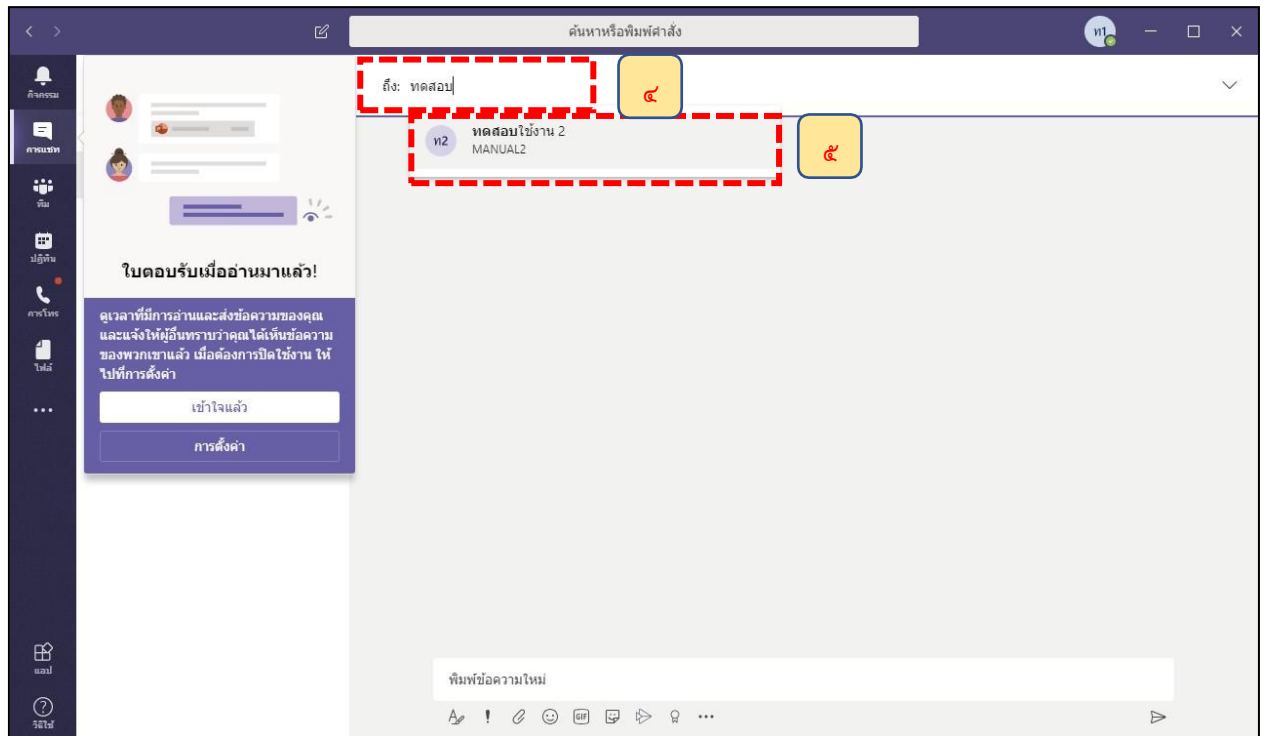 ค้นหาหรือพิมพ์คำสั่ง
ท1
กิจกรรม
การแชท
ทีม
ปฏิทิน
การโทร
ไฟล์
แอป
วิธีใช้
ใบตอบรับเมื่ออ่านมาแล้ว!
ดูเวลาที่มีการอ่านและส่งข้อความของคุณ
และแจ้งให้ผู้อื่นทราบว่าคุณได้เห็นข้อความ
ของพวกเขาแล้ว เมื่อต้องการปิดใช้งาน ให้
ไปที่การตั้งค่า
เข้าใจแล้ว
การตั้งค่า
ถึง: ทดสอบ
๔
ท2
ทดสอบใช้งาน 2
MANUAL2
๕
พิมพ์ข้อความใหม่
GIF